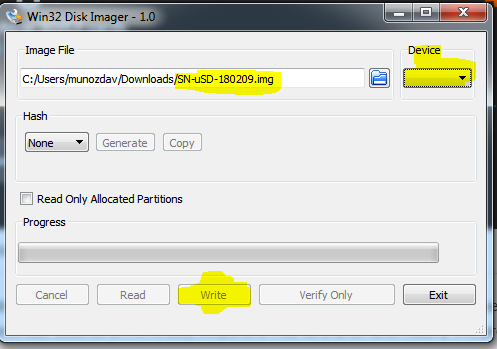 Win32 Disk Imager - 1.0
Image File
Device
C:/Users/munozdav/Downloads/SN-uSD-180209.img
Hash
None Generate Copy
Read Only Allocated Partitions
Progress
Cancel Read Write Verify Only Exit